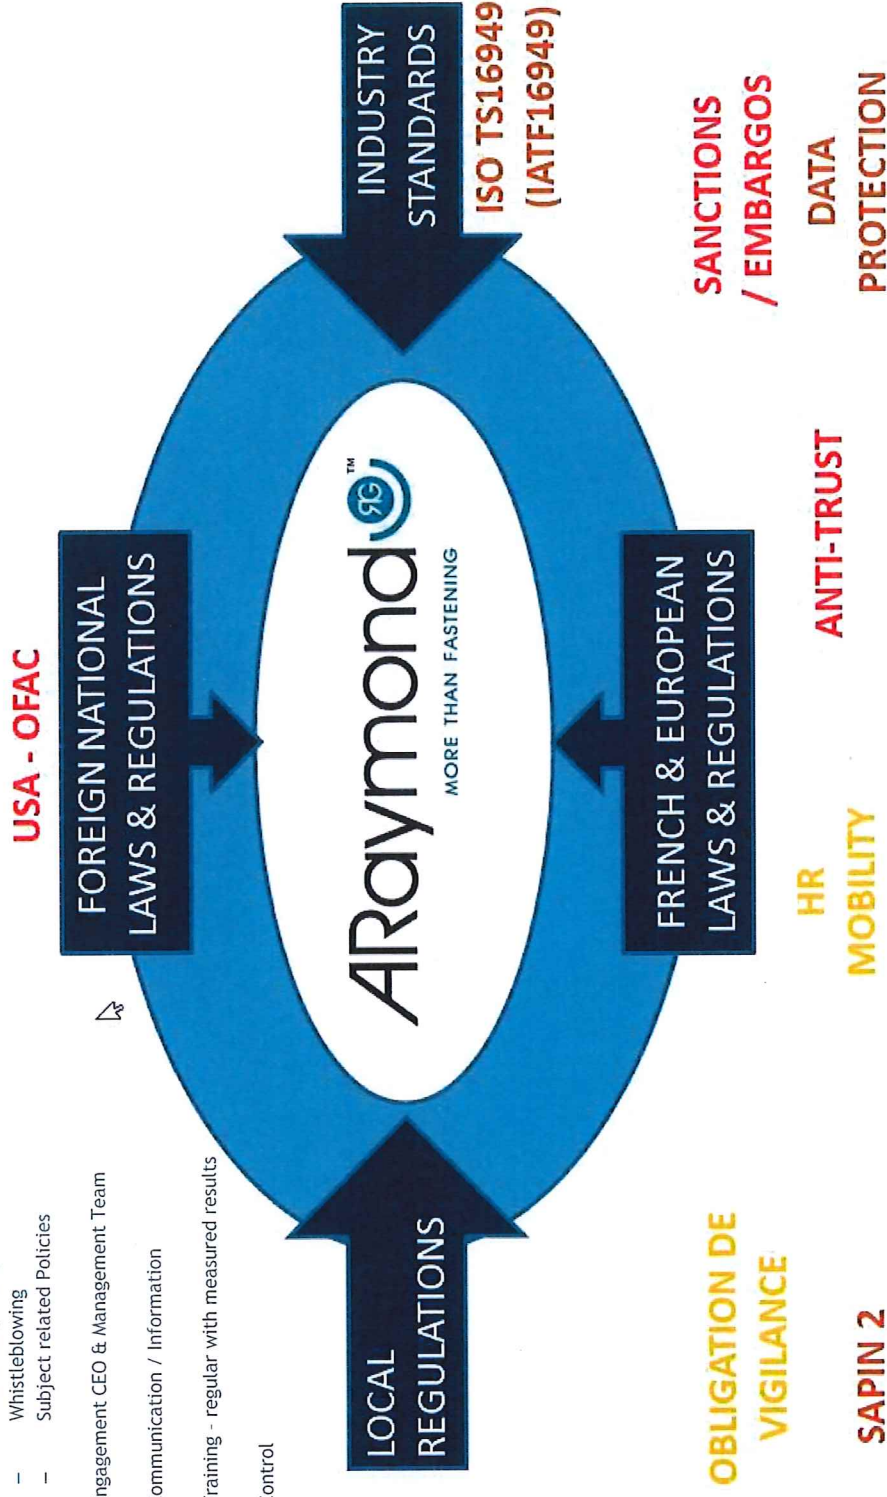 – Whistleblowing
– Subject related Policies
ngagement CEO & Management Team
ommunication / Information
raining - regular with measured results
ontrol
USA - OFAC
FOREIGN NATIONAL
LAWS & REGULATIONS
LOCAL
REGULATIONS
ARaymond
RG
TM
MORE THAN FASTENING
INDUSTRY
STANDARDS
ISO TS16949
(IATF16949)
FRENCH & EUROPEAN
LAWS & REGULATIONS
OBLIGATION DE
VIGILANCE
SAPIN 2
HR
MOBILITY
ANTI-TRUST
SANCTIONS
/ EMBARGOS
DATA
PROTECTION